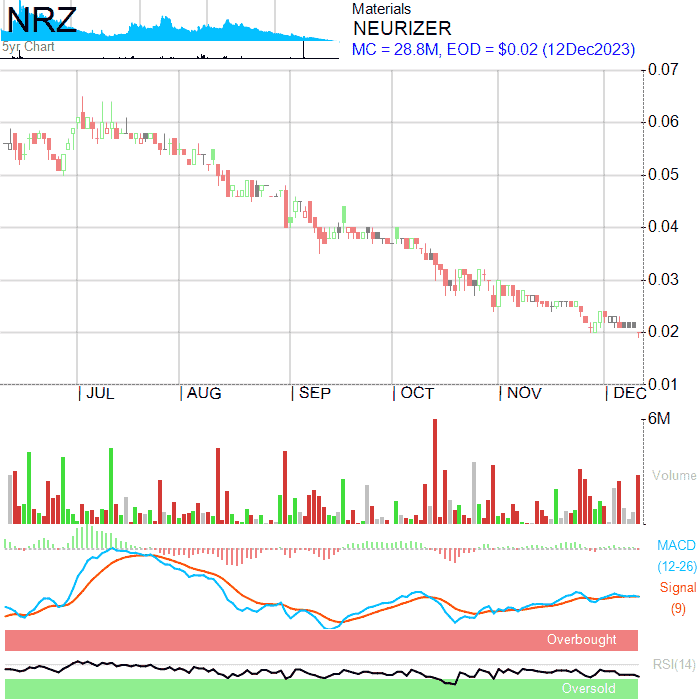 NRZ
5yr Chart
Materials
NEURIZER
MC = 28.8M, EOD = $0.02 (12Dec2023)
0.07
0.06
0.05
0.04
0.03
0.02
0.01
JUL AUG SEP OCT NOV DEC
6M
Volume
MACD
(12-26)
Signal
(9)
Overbought
RSI(14)
Oversold